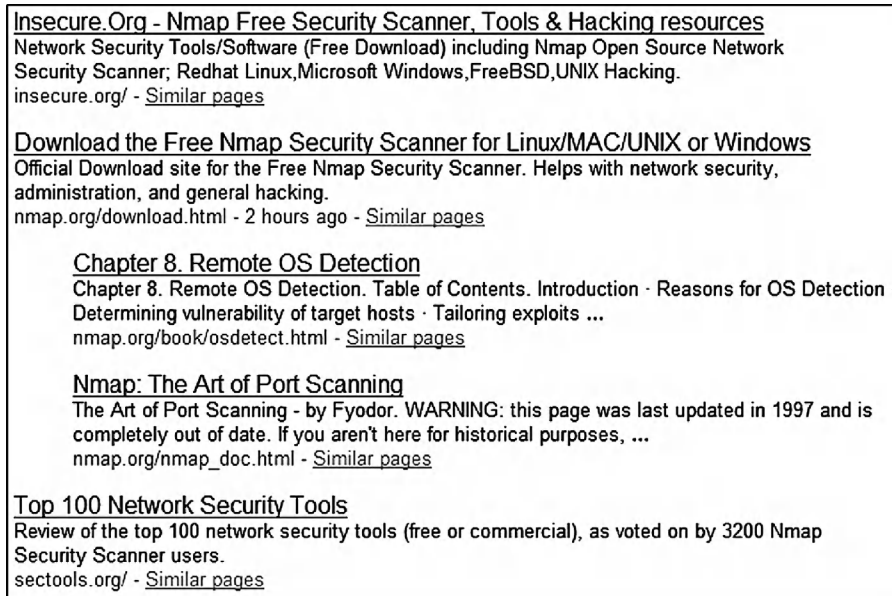 Insecure.Org - Nmap Free Security Scanner, Tools & Hacking resources
Network Security Tools/Software (Free Download) including Nmap Open Source Network
Security Scanner; Redhat Linux,Microsoft Windows,FreeBSD,UNIX Hacking.
insecure.org/ - Similar pages
Download the Free Nmap Security Scanner for Linux/MAC/UNIX or Windows
Official Download site for the Free Nmap Security Scanner. Helps with network security,
administration, and general hacking.
nmap.org/download.html - 2 hours ago - Similar pages
Chapter 8. Remote OS Detection
Chapter 8. Remote OS Detection. Table of Contents. Introduction · Reasons for OS Detection
Determining vulnerability of target hosts · Tailoring exploits ...
nmap.org/book/osdetect.html - Similar pages
Nmap: The Art of Port Scanning
The Art of Port Scanning - by Fyodor. WARNING: this page was last updated in 1997 and is
completely out of date. If you aren't here for historical purposes, ...
nmap.org/nmap_doc.html - Similar pages
Top 100 Network Security Tools
Review of the top 100 network security tools (free or commercial), as voted on by 3200 Nmap
Security Scanner users.
sectools.org/ - Similar pages